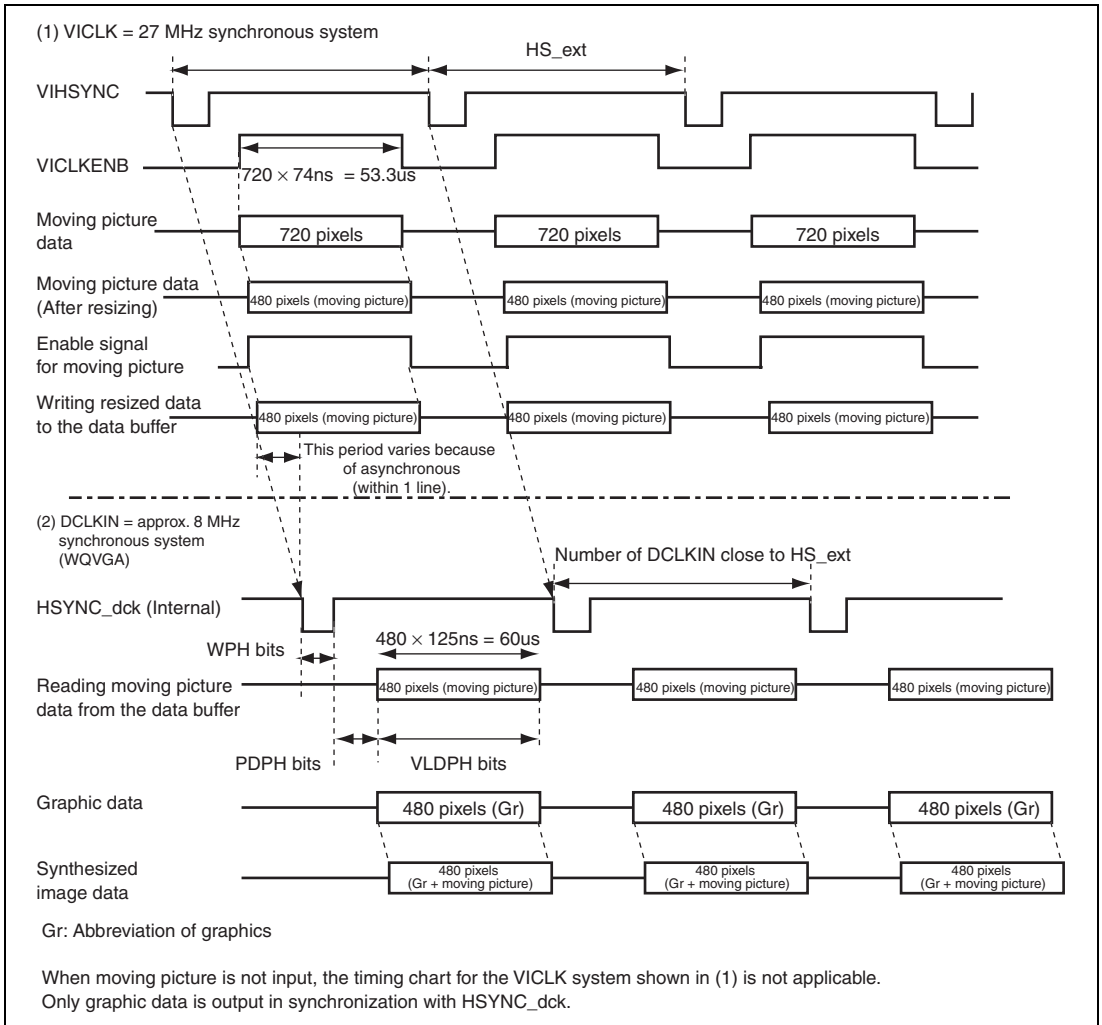 (1) VICLK = 27 MHz synchronous system
HS_ext
VIHSYNC
VICLKENB
720 × 74ns = 53.3us
Moving picture
data
720 pixels
720 pixels
720 pixels
Moving picture data
(After resizing)
480 pixels (moving picture)
480 pixels (moving picture)
480 pixels (moving picture)
Enable signal
for moving picture
Writing resized data
to the data buffer
480 pixels (moving picture)
480 pixels (moving picture)
480 pixels (moving picture)
This period varies because
of asynchronous
(within 1 line).
(2) DCLKIN = approx. 8 MHz
synchronous system
(WQVGA)
Number of DCLKIN close to HS_ext
HSYNC_dck (Internal)
WPH bits
480 × 125ns = 60us
Reading moving picture
data from the data buffer
480 pixels (moving picture)
480 pixels (moving picture)
480 pixels (moving picture)
PDPH bits
VLDPH bits
Graphic data
480 pixels (Gr)
480 pixels (Gr)
480 pixels (Gr)
Synthesized
image data
480 pixels
(Gr + moving picture)
480 pixels
(Gr + moving picture)
480 pixels
(Gr + moving picture)
Gr: Abbreviation of graphics
When moving picture is not input, the timing chart for the VICLK system shown in (1) is not applicable.
Only graphic data is output in synchronization with HSYNC_dck.